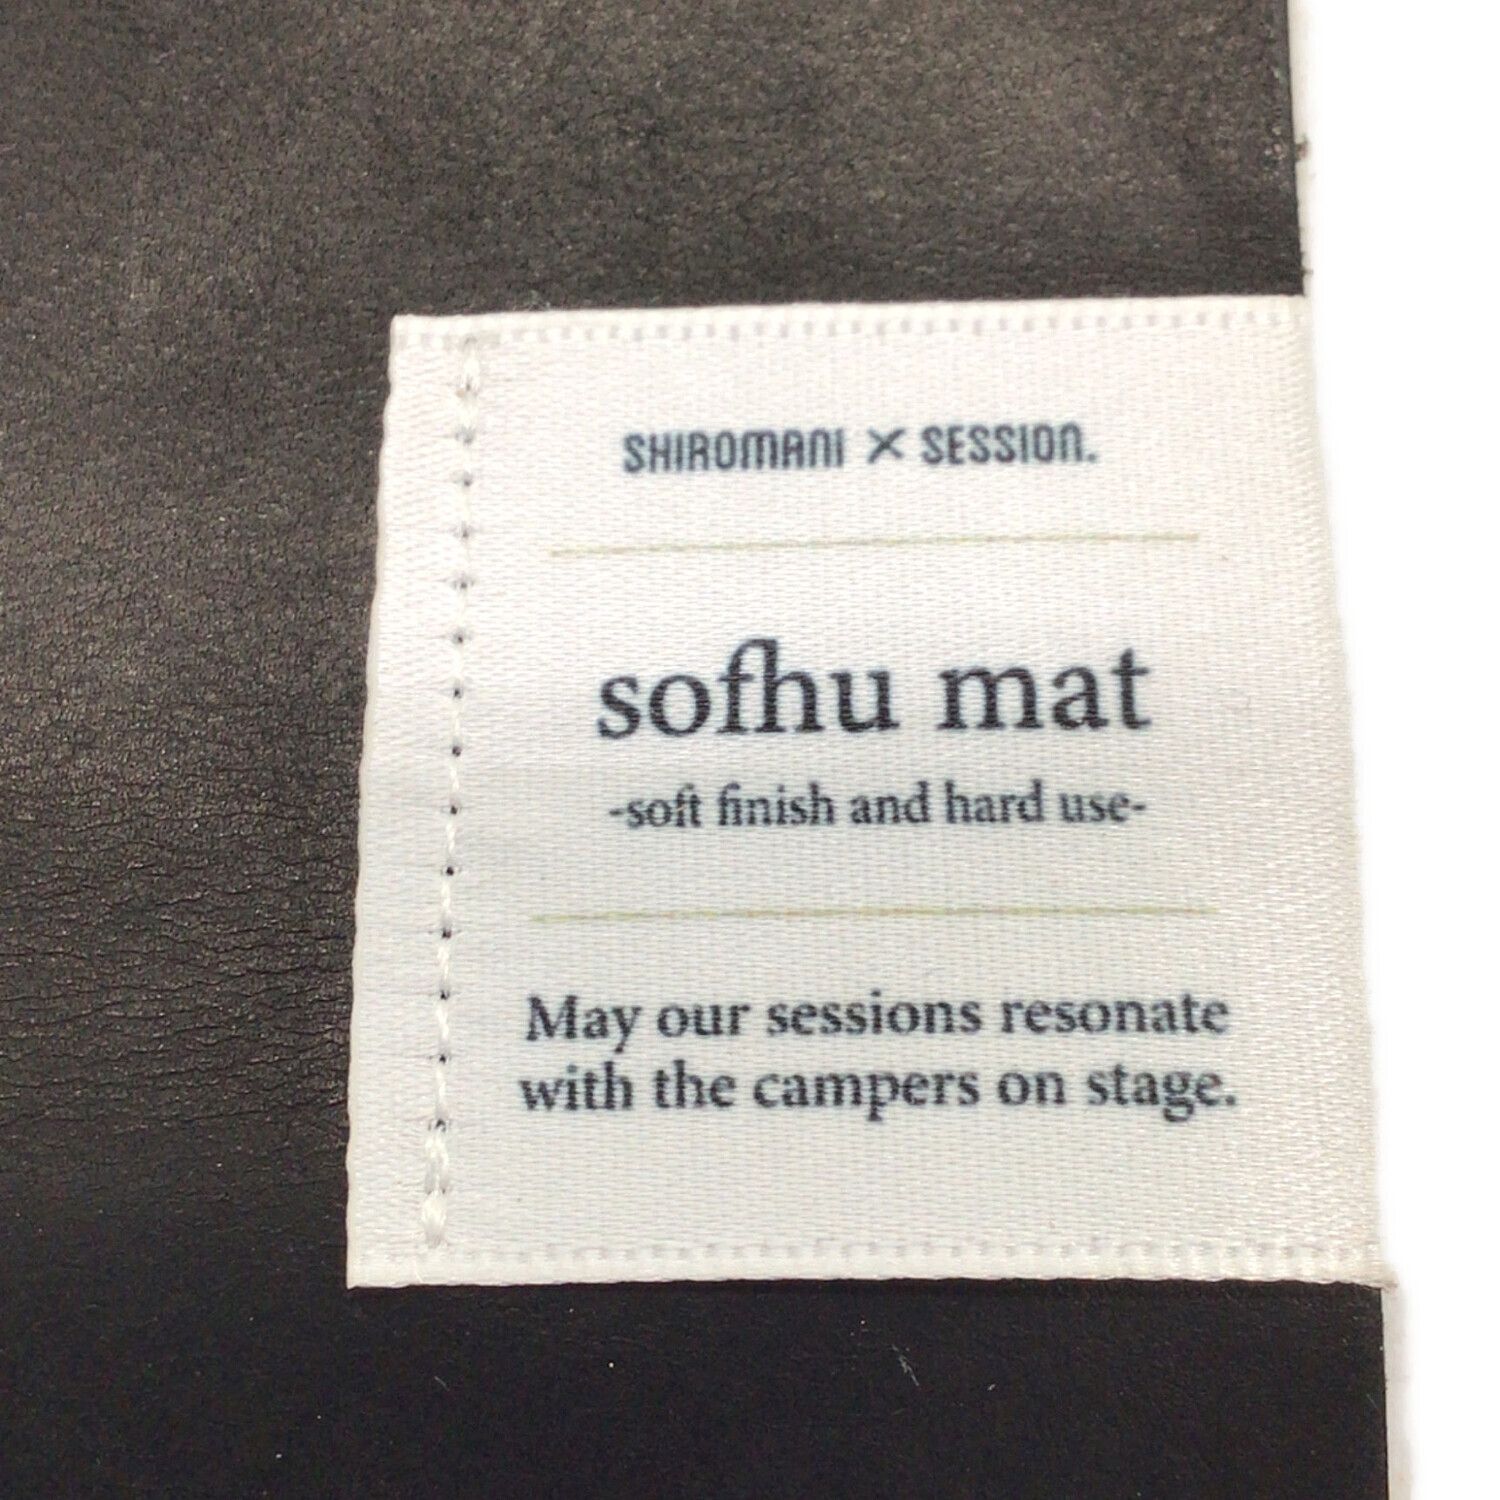 SHIROMANI × SESSION.
sofhu mat
-soft finish and hard use-
May our sessions resonate
with the campers on stage.